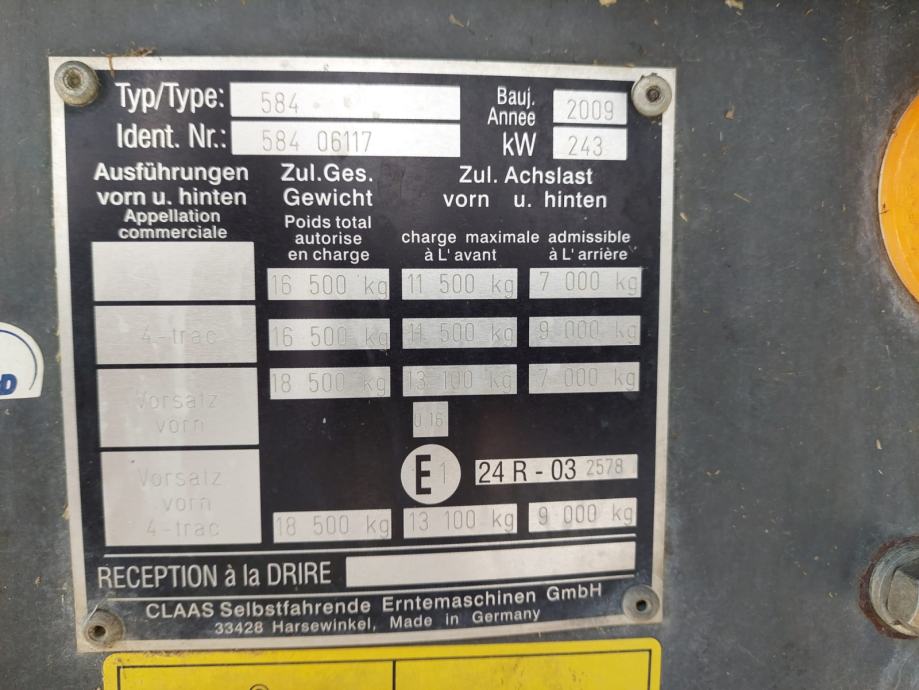 Typ/Type: 584 Bauj. Année 2009
Ident. Nr.: 584 06117 kW 243
Ausführungen vorn u. hinten Zul.Ges. Gewicht Zul. Achslast vorn u. hinten
Appellation commerciale Poids total autorise en charge charge maximale admissible à L' avant à L' arrière
16 500 kg 11 500 kg 7 000 kg
4-trac 16 500 kg 11 500 kg 9 000 kg
Vorsatz vorn 18 500 kg 13 100 kg 7 000 kg
0 16
E 1 24 R - 03 2578
Vorsatz vorn 4-trac 18 500 kg 13 100 kg 9 000 kg
RECEPTION à la DRIRE
CLAAS Selbstfahrende Erntemaschinen GmbH
33428 Harsewinkel, Made in Germany